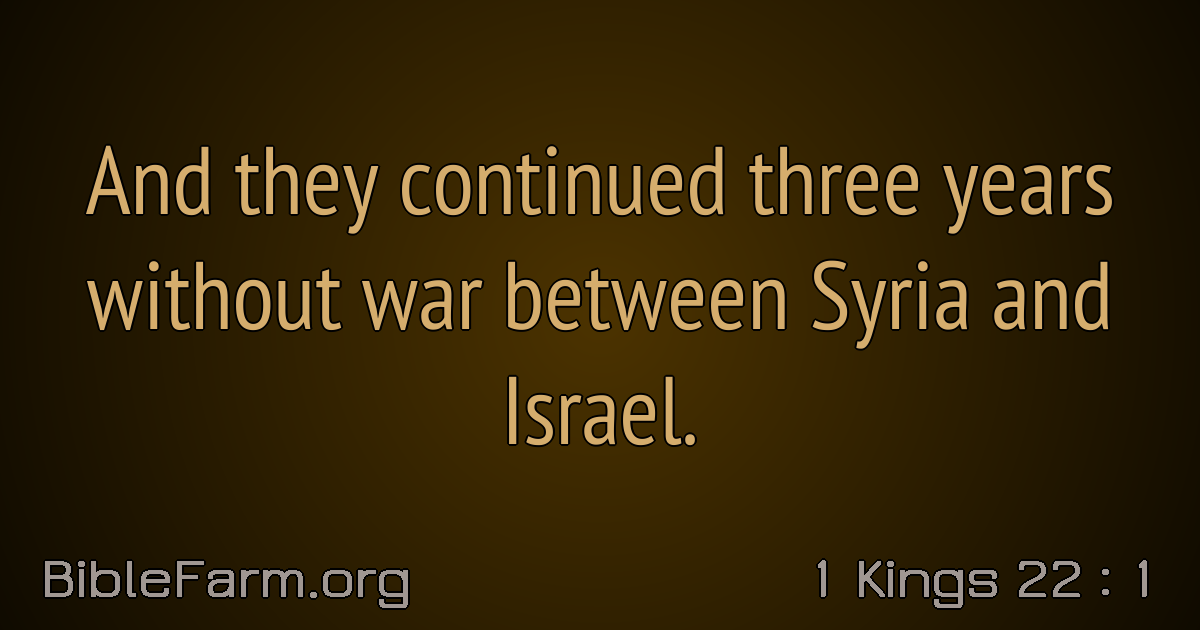 And they continued three years
without war between Syria and
Israel.
BibleFarm.org
1 Kings 22 : 1